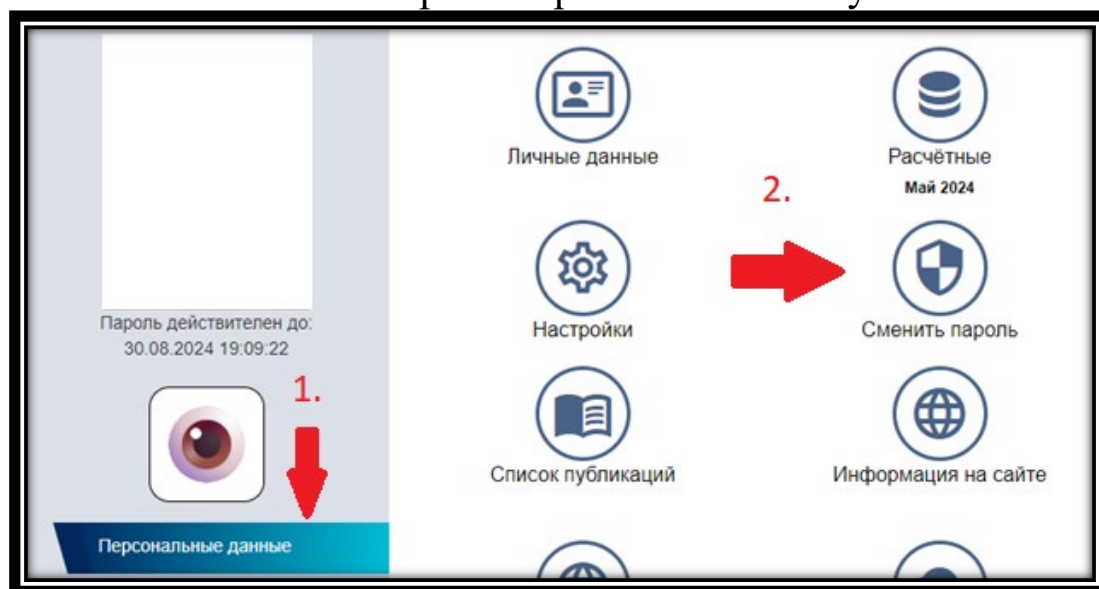 Личные данные
Расчётные
Май 2024
2.
Настройки
Сменить пароль
Пароль действителен до:
30.08.2024 19:09:22
1.
Список публикаций
Информация на сайте
Персональные данные